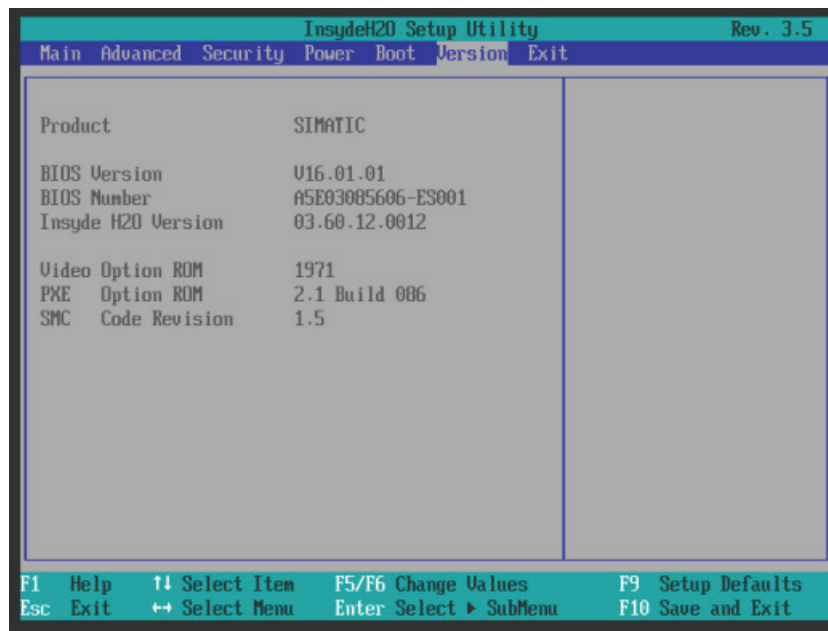 InsydeH2O Setup Utility Rev. 3.5
Main Advanced Security Power Boot Version Exit
Product SIMATIC
BIOS Version V16.01.01
BIOS Number A5E03085606-ES001
Insyde H2O Version 03.60.12.0012
Video Option ROM 1971
PXE Option ROM 2.1 Build 086
SMC Code Revision 1.5
F1 Help ↑↓ Select Item F5/F6 Change Values F9 Setup Defaults
Esc Exit ↔ Select Menu Enter Select ▶ SubMenu F10 Save and Exit